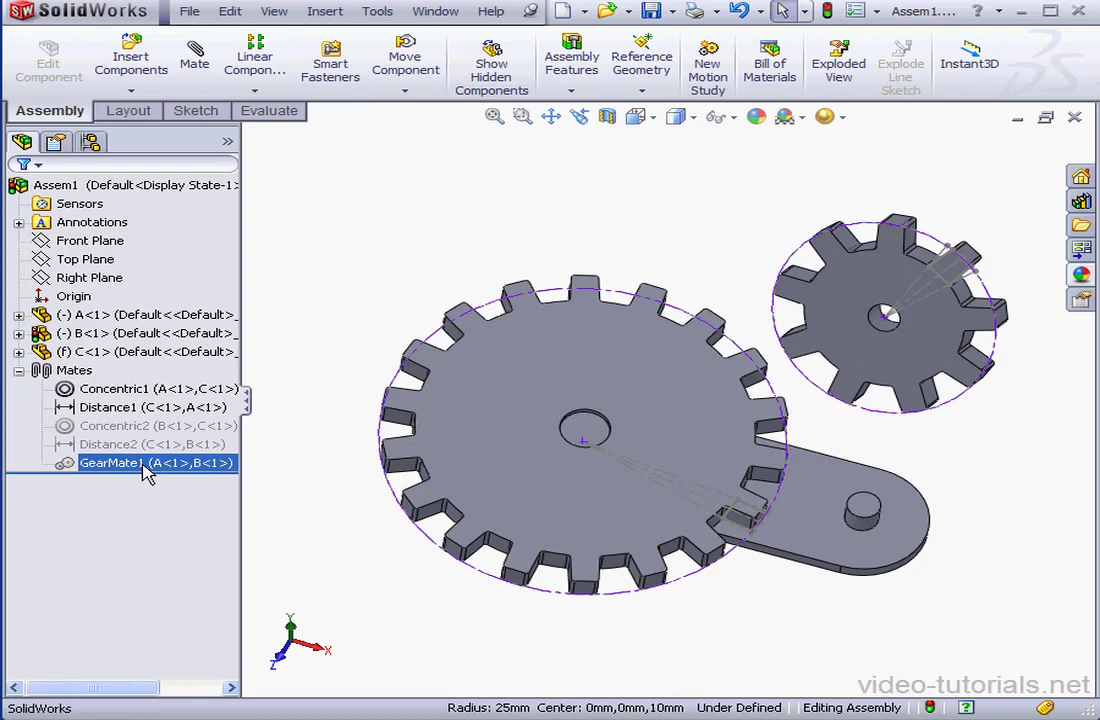 SW SolidWorks File Edit View Insert Tools Window Help Assem1.... ?
Edit Component
Insert Components
Mate
Linear Compon...
Smart Fasteners
Move Component
Show Hidden Components
Assembly Features
Reference Geometry
New Motion Study
Bill of Materials
Exploded View
Explode Line Sketch
Instant3D
Assembly Layout Sketch Evaluate
Assem1 (Default<Display State-1>
Sensors
A Annotations
Front Plane
Top Plane
Right Plane
Origin
(-) A<1> (Default<<Default>_
(-) B<1> (Default<<Default>_
(f) C<1> (Default<<Default>_
Mates
Concentric1 (A<1>,C<1>)
Distance1 (C<1>,A<1>)
Concentric2 (B<1>,C<1>)
Distance2 (C<1>,B<1>)
GearMate1 (A<1>,B<1>)
Y
X
Z
video-tutorials.net
SolidWorks Radius: 25mm Center: 0mm,0mm,10mm Under Defined Editing Assembly ?